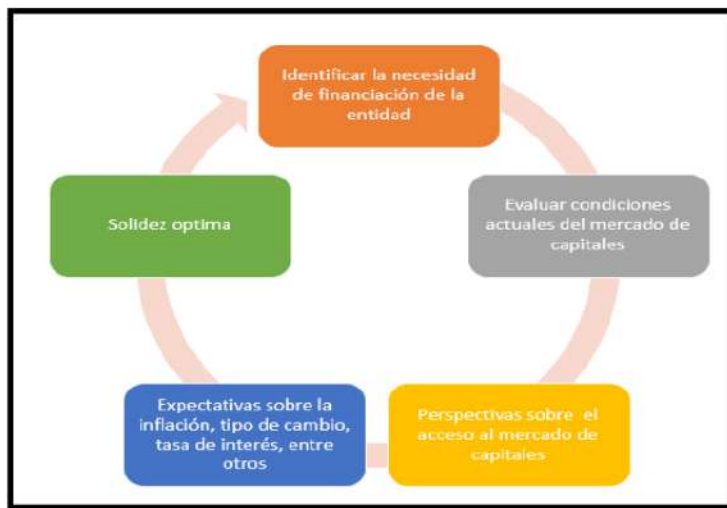 Identificar la necesidad
de financiación de la
entidad
Evaluar condiciones
actuales del mercado de
capitales
Perspectivas sobre el
acceso al mercado de
capitales
Expectativas sobre la
inflación, tipo de cambio,
tasa de interés, entre
otros
Solidez optima